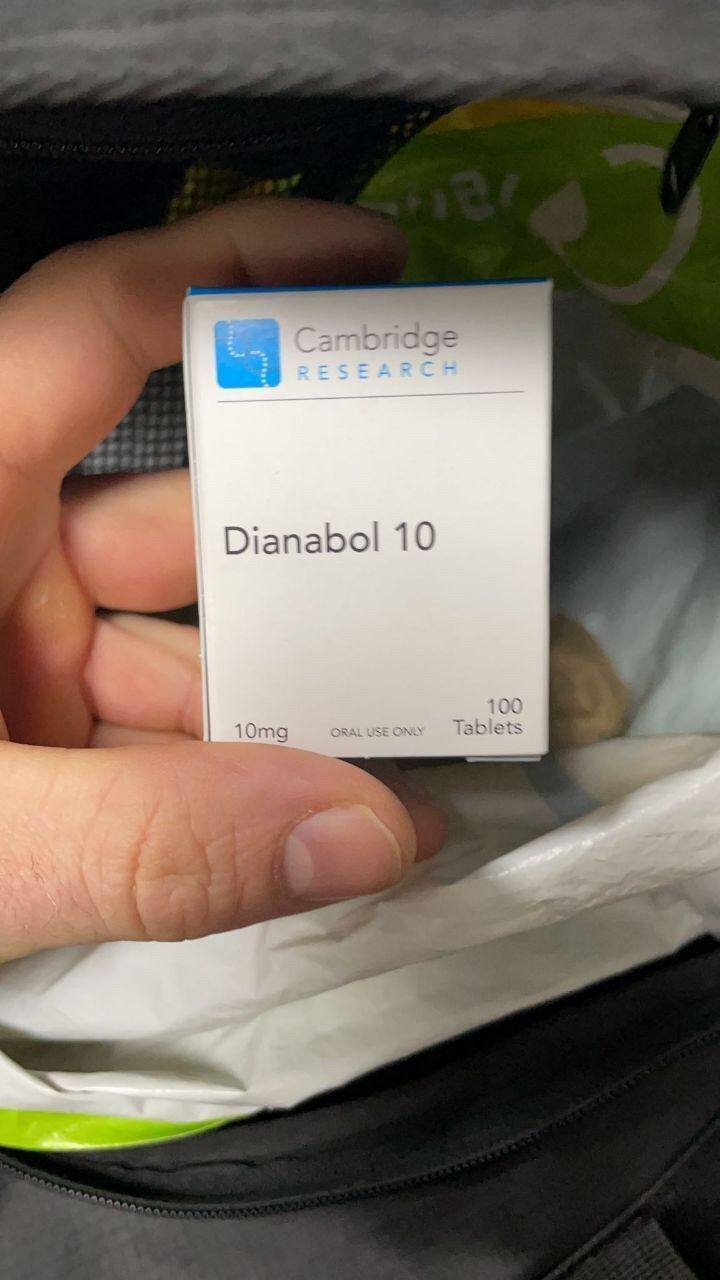 Cambridge
RESEARCH
Dianabol 10
10mg
ORAL USE ONLY
100
Tablets